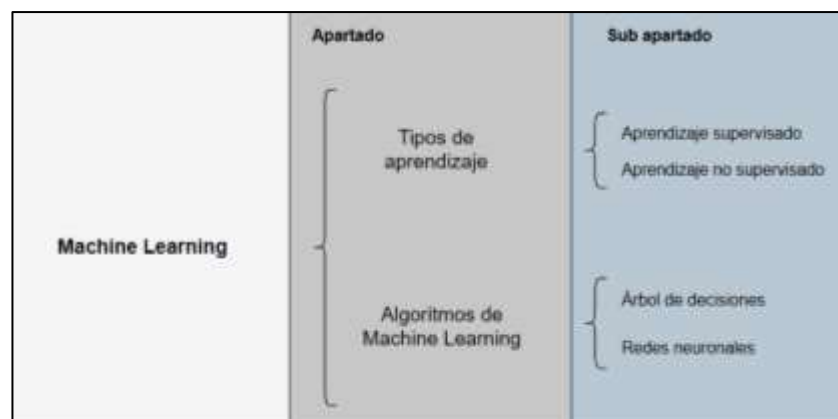 Apartado
Sub apartado
Machine Learning
Tipos de
aprendizaje
Aprendizaje supervisado
Aprendizaje no supervisado
Algoritmos de
Machine Learning
Árbol de decisiones
Redes neuronales